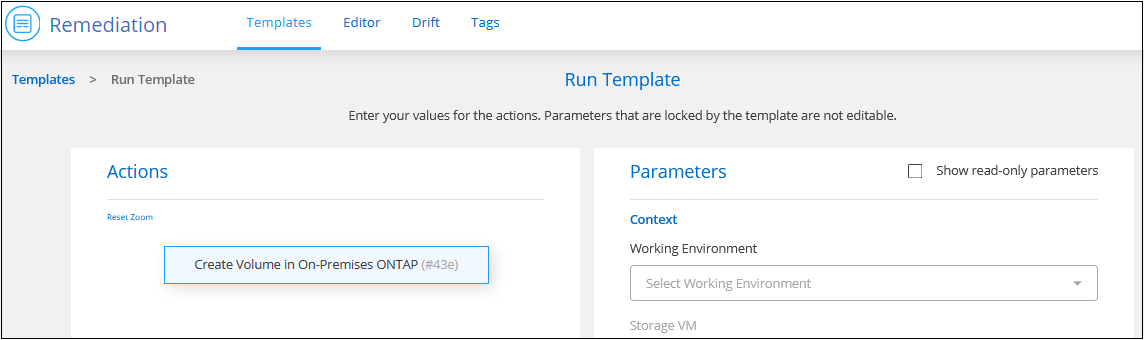 Remediation
Templates
Editor
Drift
Tags
Templates > Run Template
Run Template
Enter your values for the actions. Parameters that are locked by the template are not editable.
Actions
Reset Zoom
Create Volume in On-Premises ONTAP (#43e)
Parameters
Show read-only parameters
Context
Working Environment
Select Working Environment
Storage VM